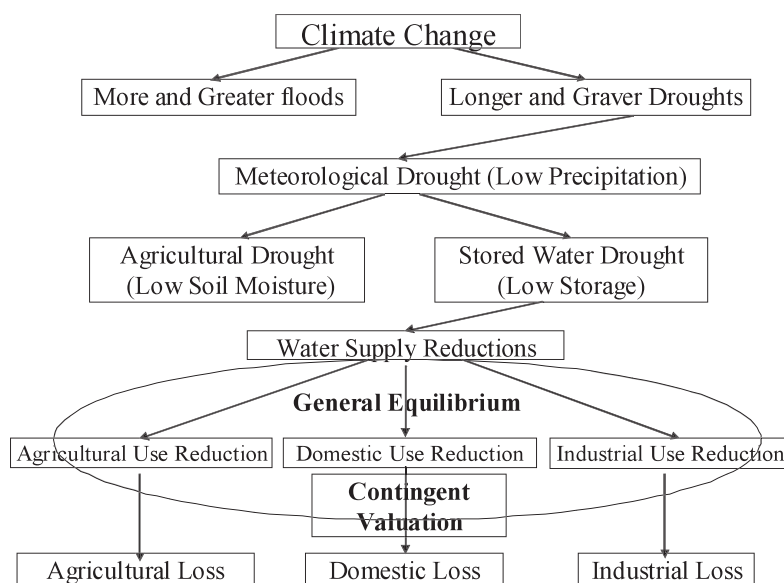 Climate Change
More and Greater floods
Longer and Graver Droughts
Meteorological Drought (Low Precipitation)
Agricultural Drought
(Low Soil Moisture)
Stored Water Drought
(Low Storage)
Water Supply Reductions
General Equilibrium
Agricultural Use Reduction
Domestic Use Reduction
Industrial Use Reduction
Contingent
Valuation
Agricultural Loss
Domestic Loss
Industrial Loss